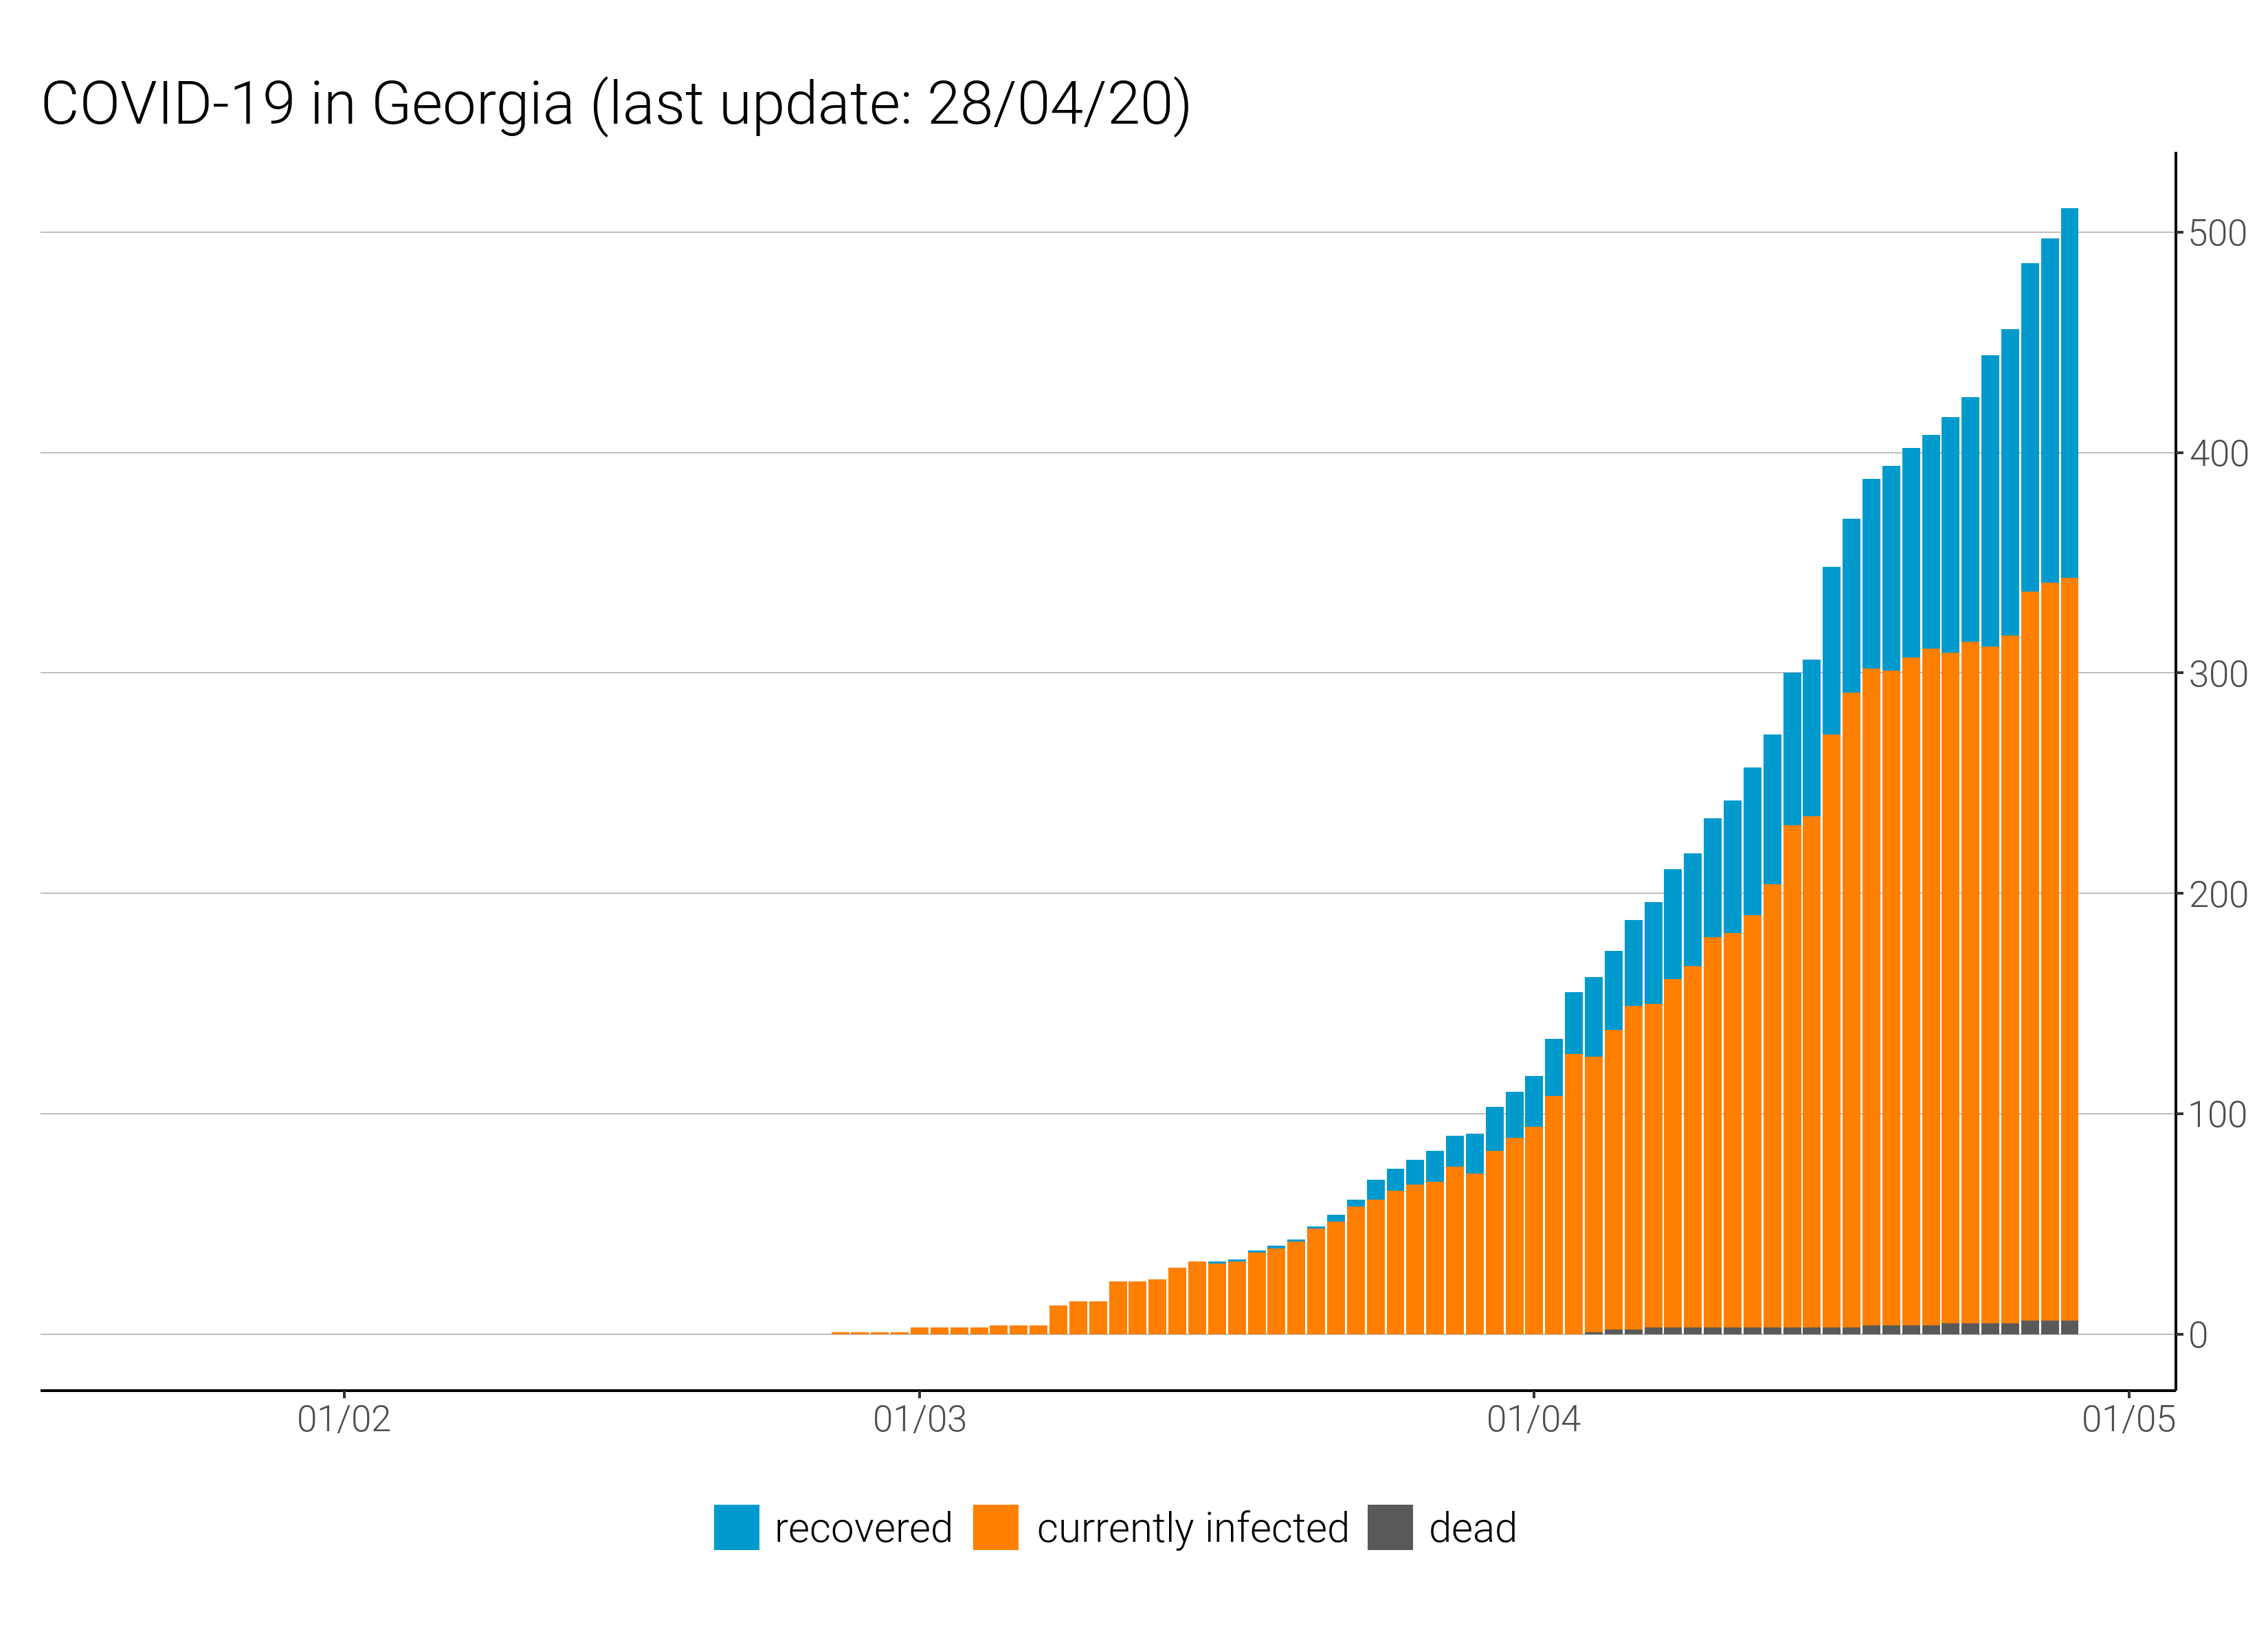 COVID-19 in Georgia (last update: 28/04/20)
500
400
300
200
100
0
01/02 01/03 01/04 01/05
recovered currently infected dead